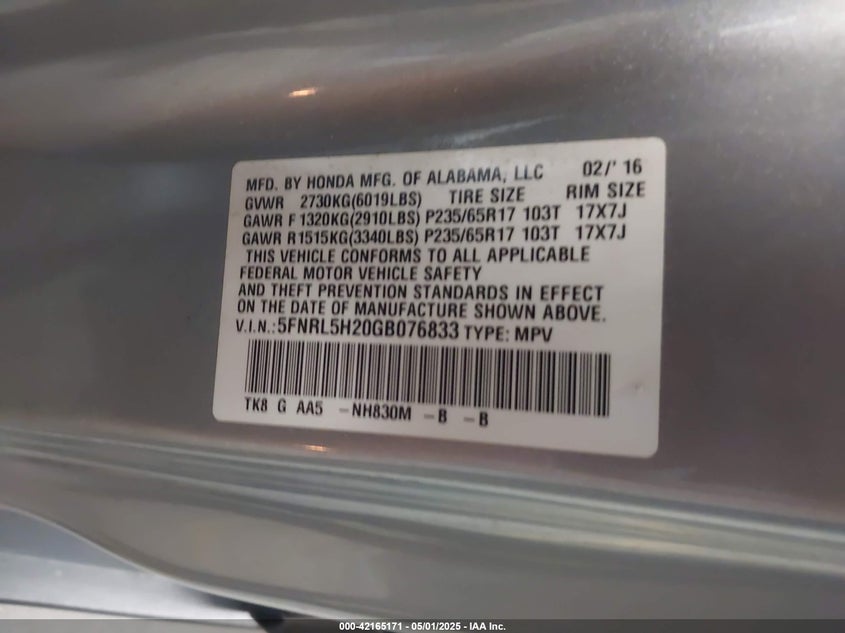 MFD. BY HONDA MFG. OF ALABAMA, LLC 02/' 16
GVWR 2730KG(6019LBS) TIRE SIZE RIM SIZE
GAWR F 1320KG(2910LBS) P235/65R17 103T 17X7J
GAWR R1515KG(3340LBS) P235/65R17 103T 17X7J
THIS VEHICLE CONFORMS TO ALL APPLICABLE
FEDERAL MOTOR VEHICLE SAFETY
AND THEFT PREVENTION STANDARDS IN EFFECT
ON THE DATE OF MANUFACTURE SHOWN ABOVE.
V.I.N.:5FNRL5H20GB076833 TYPE: MPV
TK8 G AA5 -NH830M -B -B
000-42165171 | 05/01/2025 - IAA Inc.